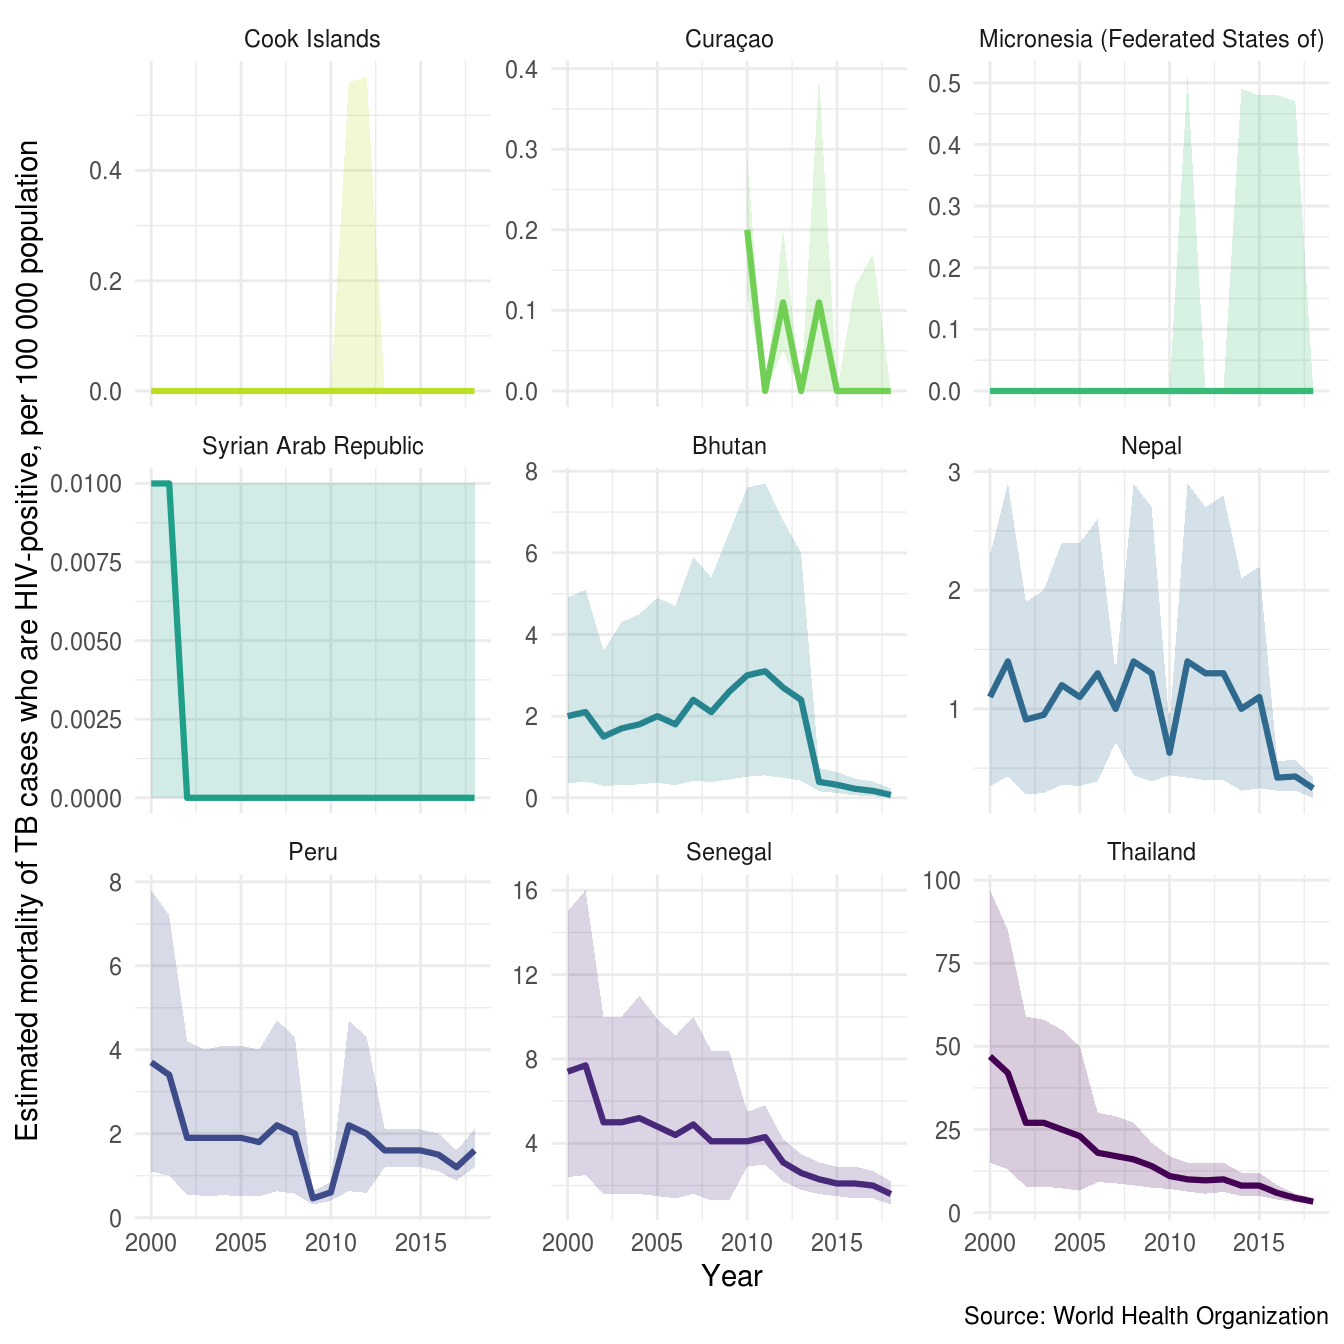 Estimated mortality of TB cases who are HIV-positive, per 100 000 population
Cook Islands
0.4
0.2
0.0
Curaçao
0.4
0.3
0.2
0.1
0.0
Micronesia (Federated States of)
0.5
0.4
0.3
0.2
0.1
0.0
Syrian Arab Republic
0.0100
0.0075
0.0050
0.0025
0.0000
Bhutan
8
6
4
2
0
Nepal
3
2
1
Peru
8
6
4
2
0
2000 2005 2010 2015
Senegal
16
12
8
4
2000 2005 2010 2015
Thailand
100
75
50
25
0
2000 2005 2010 2015
Year
Source: World Health Organization